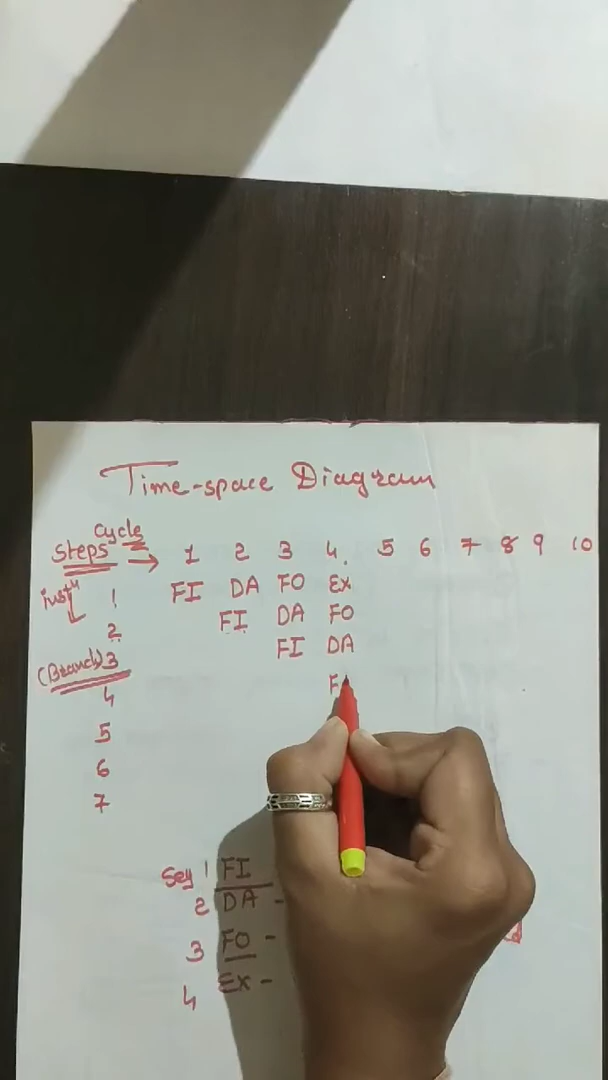 Time-space Diagram
Cycle
Steps → 1 2 3 4 5 6 7 8 9 10
instⁿ 1 FI DA FO EX
2 FI DA FO
(Branch) 3 FI DA
4 F
5
6
7
Seg 1 FI
2 DA -
3 FO -
4 EX -